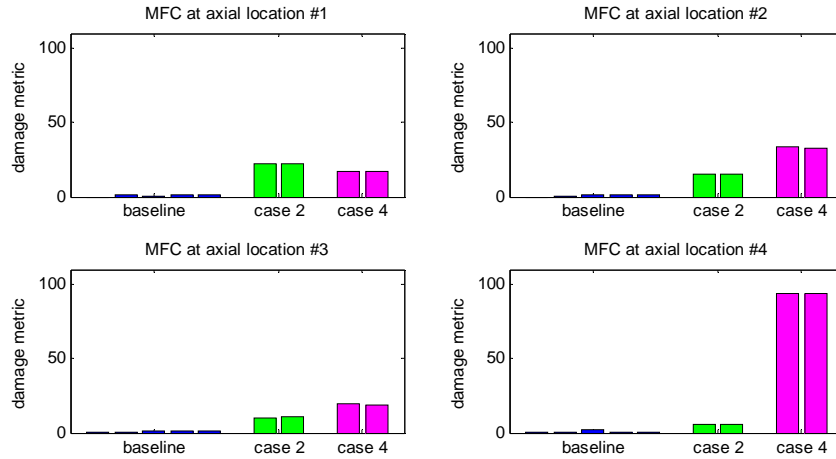 MFC at axial location #1
100
50
0
damage metric
baseline
case 2
case 4
MFC at axial location #2
100
50
0
damage metric
baseline
case 2
case 4
MFC at axial location #3
100
50
0
damage metric
baseline
case 2
case 4
MFC at axial location #4
100
50
0
damage metric
baseline
case 2
case 4